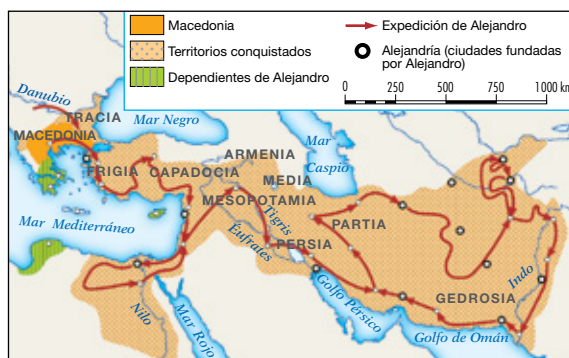 Macedonia
Territorios conquistados
Dependientes de Alejandro
Expedición de Alejandro
Alejandría (ciudades fundadas
por Alejandro)
0 250 500 750 1000 km
Danubio
TRACIA
Mar Negro
MACEDONIA
Mar
Caspio
ARMENIA
FRIGIA
CAPADOCIA
MEDIA
MESOPOTAMIA
Mar Mediterráneo
Tigris
PARTIA
Éufrates
PERSIA
Indo
Golfo Pérsico
GEDROSIA
Nilo
Mar Rojo
Golfo de Omán